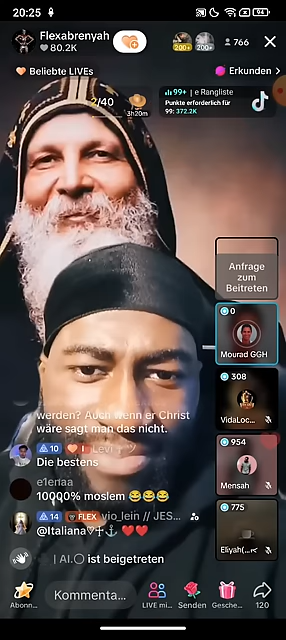 20:25
94
Flexabrenyah
80.2K
200+
200+
766
Beliebte LIVEs
Erkunden
2/40
3h20m
99+ | e Rangliste
Punkte erforderlich für
99: 372.2K
Anfrage
zum
Beitreten
0
Mourad GGH
308
VidaLoc...
954
Mensah
775
Eliyah(...
werden? Auch wenn er Christ
wäre sagt man das nicht.
10 I Levi
Die bestens
e1enaa
10000% moslem 😂😂😂
14 FLEX vio_lein // JES...
@Italiana♡☥⚓ ❤️❤️
| AI.〇 ist beigetreten
Abonn...
Kommenta...
LIVE mi...
Senden
Gesche...
120